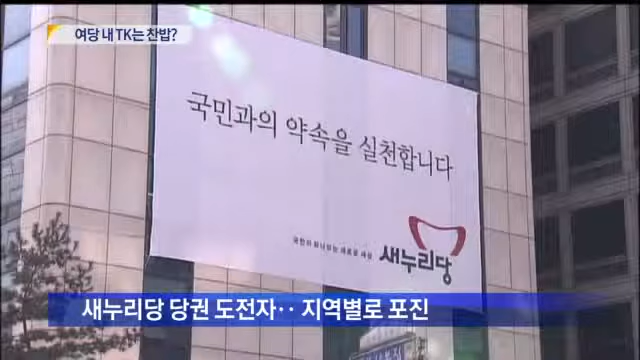 여당 내 TK는 찬밥?
국민과의 약속을 실천합니다
새누리당
새누리당 당권 도전자‥ 지역별로 포진